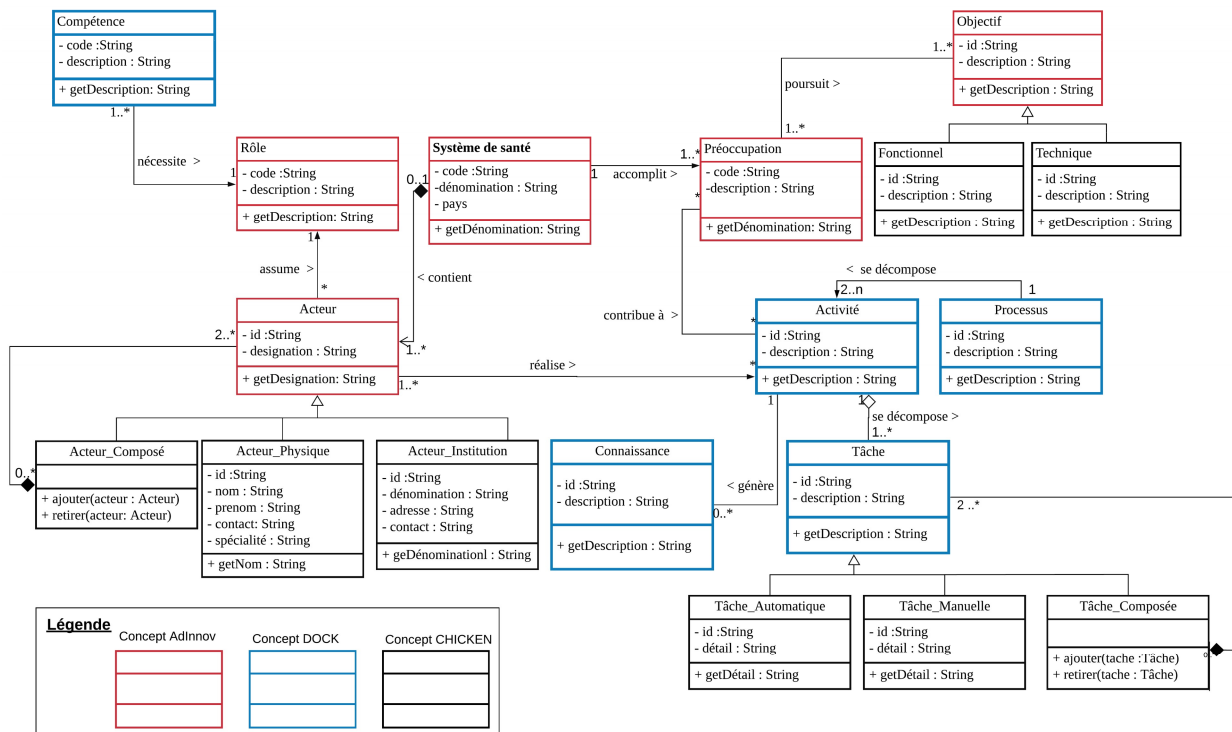 Compétence
- code :String
- description : String
+ getDescription: String
1..*
nécessite >
1
Rôle
- code :String
- description : String
+ getDescription: String
1
assume >
*
Système de santé
- code :String
-dénomination : String
- pays
+ getDénomination: String
0..1
< contient
1..*
1
accomplit >
1..*
Préoccupation
- code :String
-description : String
+ getDénomination: String
*
1..*
poursuit >
1..*
Objectif
- id :String
- description : String
+ getDescription : String
Fonctionnel
- id :String
- description : String
+ getDescription : String
Technique
- id :String
- description : String
+ getDescription : String
Acteur
- id :String
- designation : String
+ getDesignation: String
2..*
1..*
réalise >
*
contribue à >
*
< se décompose
2..n
1
Activité
- id :String
- description : String
+ getDescription : String
Processus
- id :String
- description : String
+ getDescription : String
1
1
se décompose >
1..*
Acteur_Composé
+ ajouter(acteur : Acteur)
+ retirer(acteur: Acteur)
0..*
Acteur_Physique
- id :String
- nom : String
- prenom : String
- contact: String
- spécialité : String
+ getNom : String
Acteur_Institution
- id :String
- dénomination : String
- adresse : String
- contact : String
+ geDénominationl : String
Connaissance
- id :String
- description : String
+ getDescription : String
< génère
0..*
Tâche
- id :String
- description : String
+ getDescription : String
2 ..*
Tâche_Automatique
- id :String
- détail : String
+ getDétail : String
Tâche_Manuelle
- id :String
- détail : String
+ getDétail : String
Tâche_Composée
+ ajouter(tache :Tâche)
+ retirer(tache : Tâche)
Légende
Concept AdInnov
Concept DOCK
Concept CHICKEN